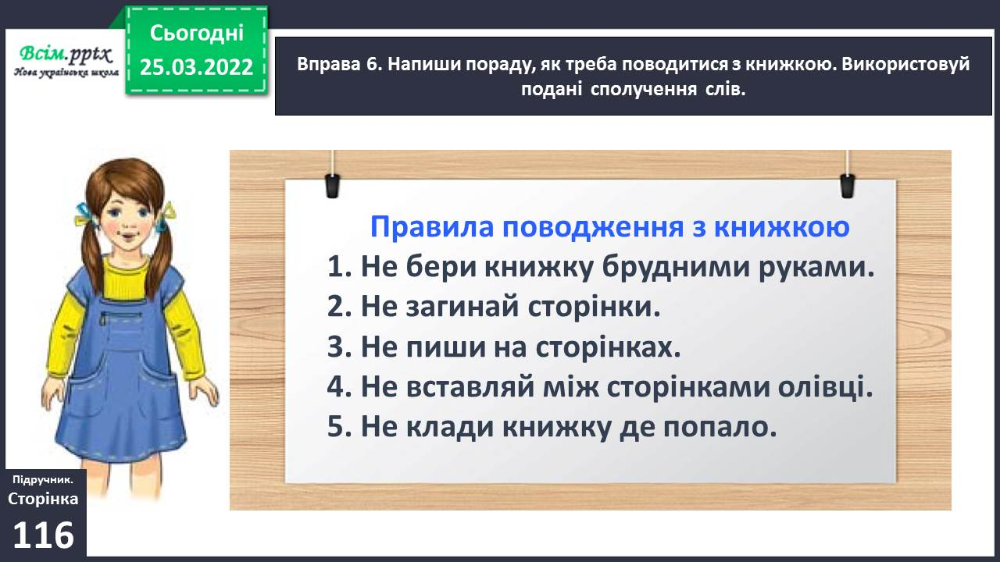 Сьогодні
25.03.2022
Всім.pptx
Нова українська школа
Вправа 6. Напиши пораду, як треба поводитися з книжкою. Використовуй
подані сполучення слів.
Правила поводження з книжкою
1. Не бери книжку брудними руками.
2. Не загинай сторінки.
3. Не пиши на сторінках.
4. Не вставляй між сторінками олівці.
5. Не клади книжку де попало.
Підручник.
Сторінка
116